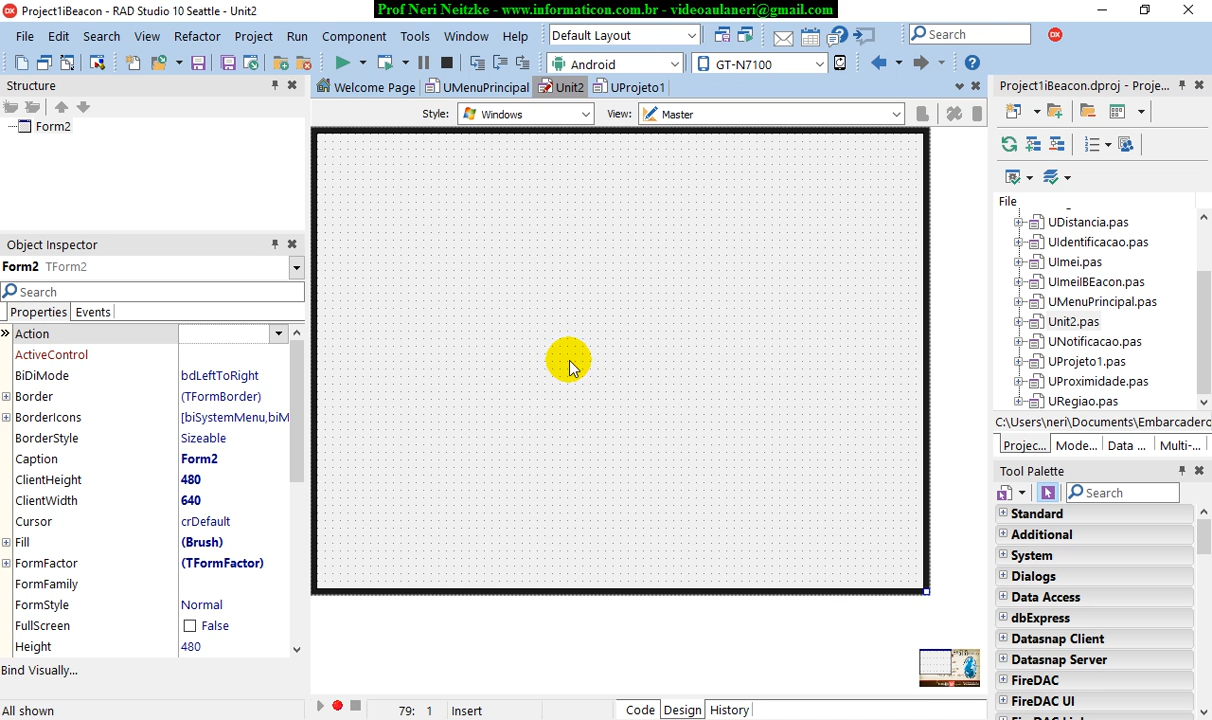 Project1iBeacon - RAD Studio 10 Seattle - Unit2
Prof Neri Neitzke - www.informaticon.com.br - videoaulaneri@gmail.com
File Edit Search View Refactor Project Run Component Tools Window Help
Default Layout
Search
Android
GT-N7100
Structure
Form2
Welcome Page UMenuPrincipal Unit2 UProjeto1
Style: Windows View: Master
Object Inspector
Form2 TForm2
Search
Properties Events
Action
ActiveControl
BiDiMode bdLeftToRight
Border (TFormBorder)
BorderIcons [biSystemMenu,biM
BorderStyle Sizeable
Caption Form2
ClientHeight 480
ClientWidth 640
Cursor crDefault
Fill (Brush)
FormFactor (TFormFactor)
FormFamily
FormStyle Normal
FullScreen False
Height 480
Bind Visually...
All shown
79: 1 Insert
Code Design History
Project1iBeacon.dproj - Proje...
File
UDistancia.pas
UIdentificacao.pas
UImei.pas
UImeiIBEacon.pas
UMenuPrincipal.pas
Unit2.pas
UNotificacao.pas
UProjeto1.pas
UProximidade.pas
URegiao.pas
C:\Users\neri\Documents\Embarcadero
Projec... Mode... Data ... Multi-...
Tool Palette
Search
Standard
Additional
System
Dialogs
Data Access
dbExpress
Datasnap Client
Datasnap Server
FireDAC
FireDAC UI